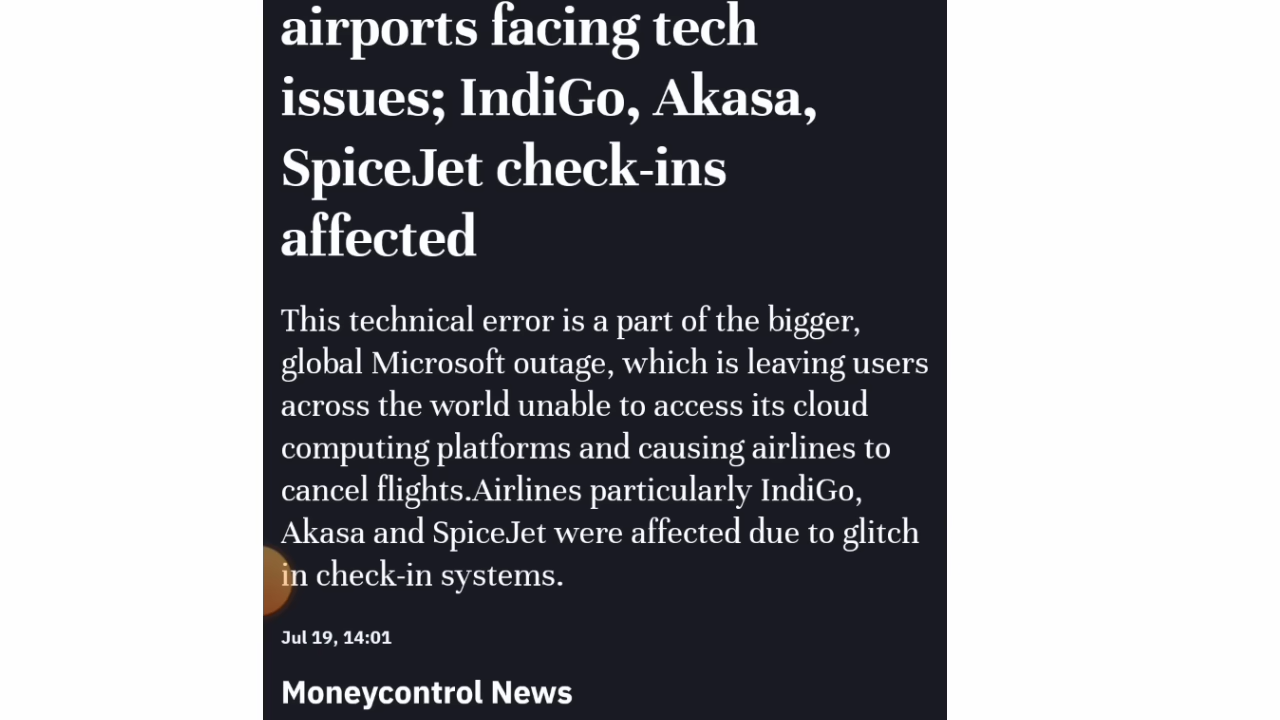 airports facing tech
issues; IndiGo, Akasa,
SpiceJet check-ins
affected
This technical error is a part of the bigger,
global Microsoft outage, which is leaving users
across the world unable to access its cloud
computing platforms and causing airlines to
cancel flights.Airlines particularly IndiGo,
Akasa and SpiceJet were affected due to glitch
in check-in systems.
Jul 19, 14:01
Moneycontrol News